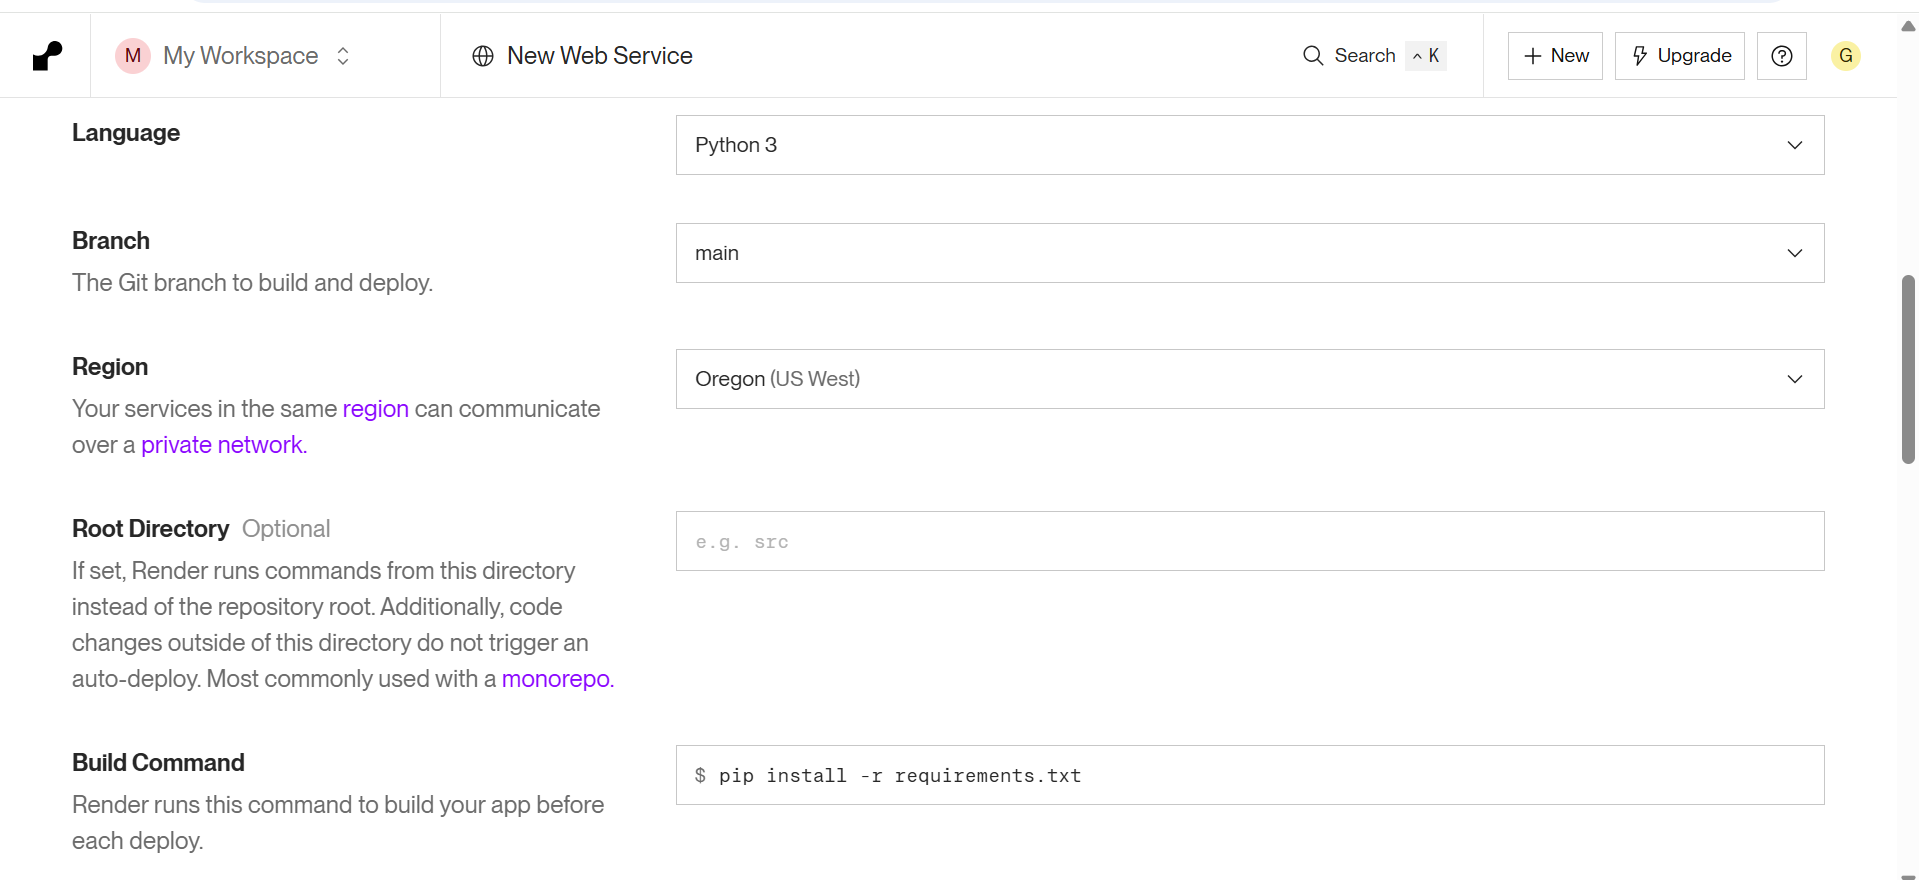 M My Workspace New Web Service Search ^ K + New Upgrade ? G
Language
Python 3
Branch
main
The Git branch to build and deploy.
Region
Oregon (US West)
Your services in the same region can communicate
over a private network.
Root Directory Optional
e.g. src
If set, Render runs commands from this directory
instead of the repository root. Additionally, code
changes outside of this directory do not trigger an
auto-deploy. Most commonly used with a monorepo.
Build Command
$ pip install -r requirements.txt
Render runs this command to build your app before
each deploy.